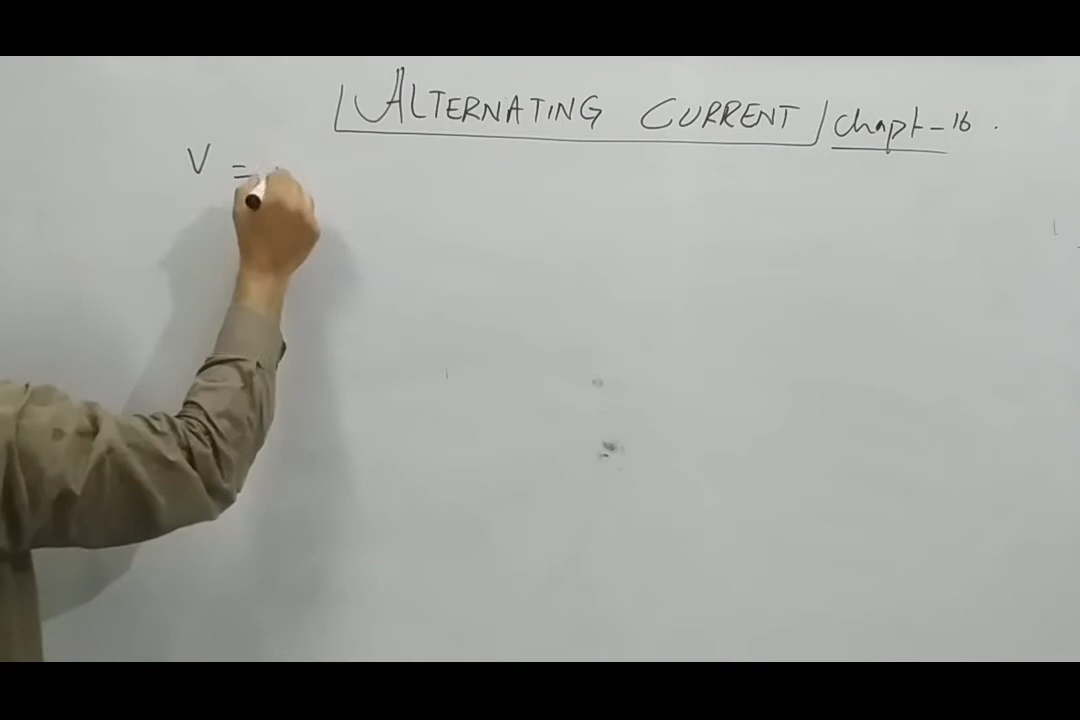 ALTERNATING CURRENT chapt-16.
V =